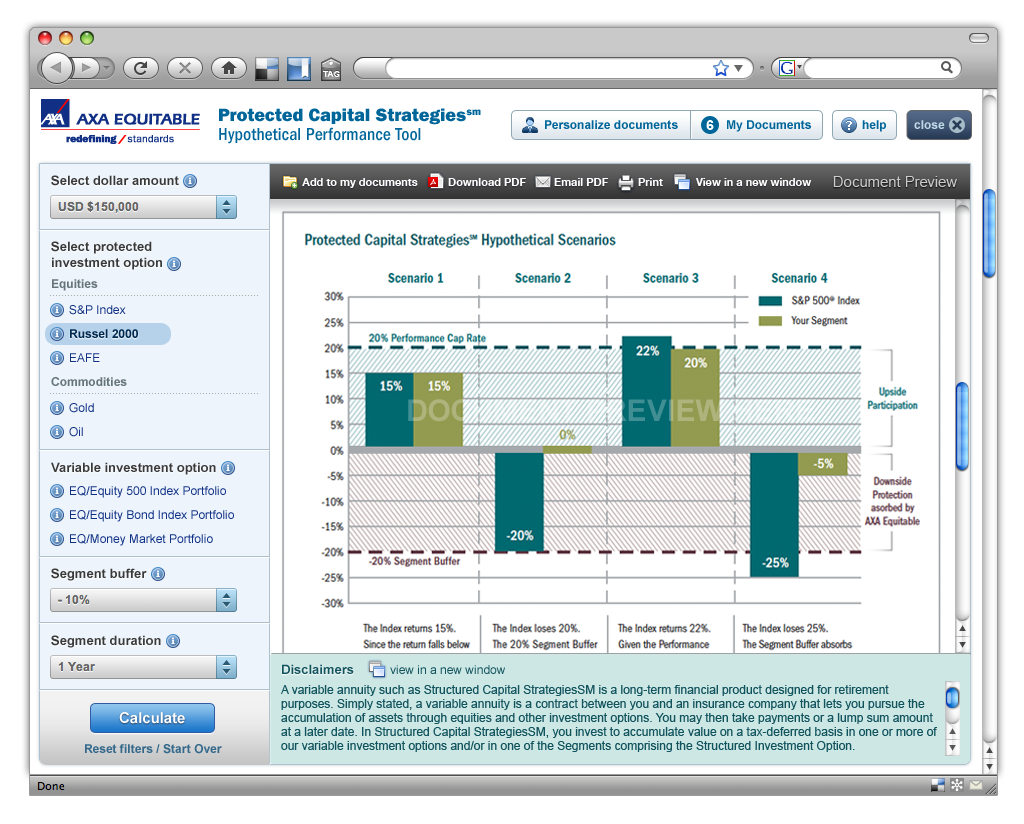 TAG
G
AXA
AXA EQUITABLE
redefining / standards
Protected Capital Strategiessm
Hypothetical Performance Tool
Personalize documents
6 My Documents
? help
close
Select dollar amount
USD $150,000
Select protected
investment option
Equities
S&P Index
Russel 2000
EAFE
Commodities
Gold
Oil
Variable investment option
EQ/Equity 500 Index Portfolio
EQ/Equity Bond Index Portfolio
EQ/Money Market Portfolio
Segment buffer
- 10%
Segment duration
1 Year
Calculate
Reset filters / Start Over
Add to my documents
Download PDF
Email PDF
Print
View in a new window
Document Preview
Protected Capital Strategies℠ Hypothetical Scenarios
Scenario 1
Scenario 2
Scenario 3
Scenario 4
S&P 500® Index
Your Segment
30%
25%
20%
15%
10%
5%
0%
-5%
-10%
-15%
-20%
-25%
-30%
20% Performance Cap Rate
15%
15%
-20%
0%
22%
20%
-25%
-5%
-20% Segment Buffer
Upside
Participation
Downside
Protection
asorbed by
AXA Equitable
The Index returns 15%.
Since the return falls below
The Index loses 20%.
The 20% Segment Buffer
The Index returns 22%.
Given the Performance
The Index loses 25%.
The Segment Buffer absorbs
Disclaimers
view in a new window
A variable annuity such as Structured Capital StrategiesSM is a long-term financial product designed for retirement
purposes. Simply stated, a variable annuity is a contract between you and an insurance company that lets you pursue the
accumulation of assets through equities and other investment options. You may then take payments or a lump sum amount
at a later date. In Structured Capital StrategiesSM, you invest to accumulate value on a tax-deferred basis in one or more of
our variable investment options and/or in one of the Segments comprising the Structured Investment Option.
Done